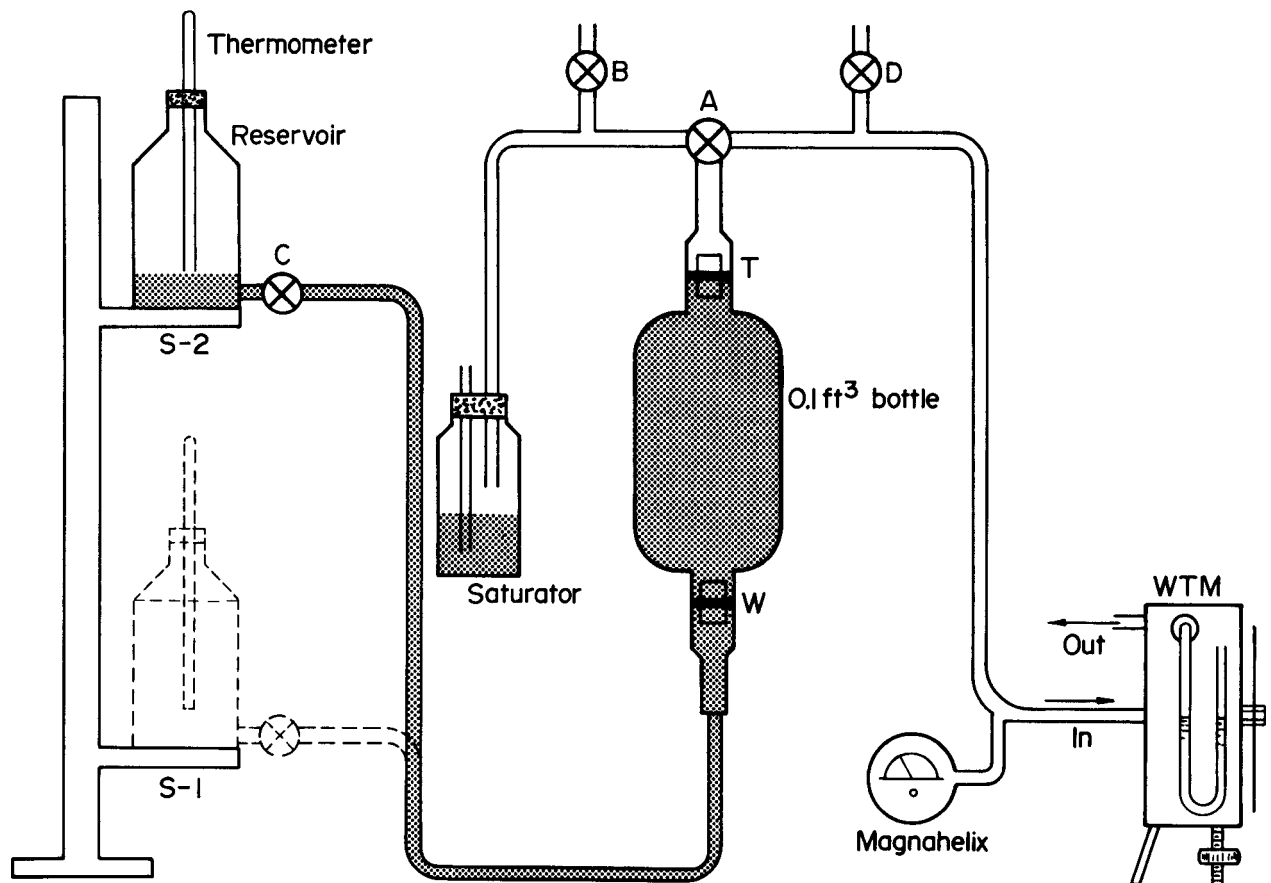 Thermometer
Reservoir
B
D
A
C
T
S-2
0.1 ft³ bottle
Saturator
W
WTM
Out
In
S-1
Magnahelix